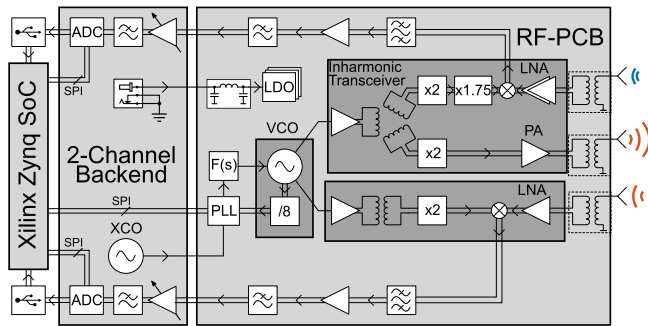 RF-PCB
ADC
SPI
Inharmonic
Transceiver
LNA
x2
x1.75
LDO
Xilinx Zynq SoC
2-Channel
Backend
VCO
F(s)
PA
x2
SPI
PLL
/8
LNA
x2
XCO
SPI
ADC